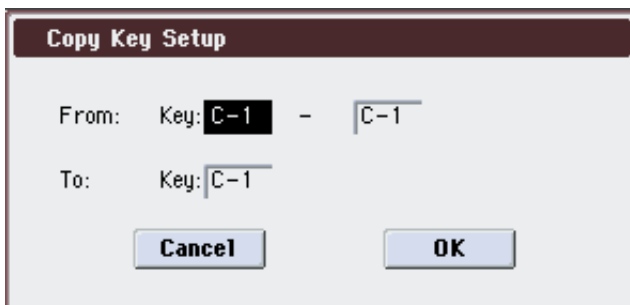 Copy Key Setup
From: Key: C-1 - C-1
To: Key: C-1
Cancel OK